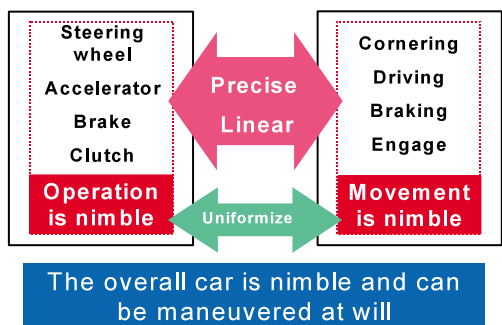 Steering
wheel
Accelerator
Brake
Clutch
Operation
is nimble
Precise
Linear
Uniformize
Cornering
Driving
Braking
Engage
Movement
is nimble
The overall car is nimble and can
be maneuvered at will